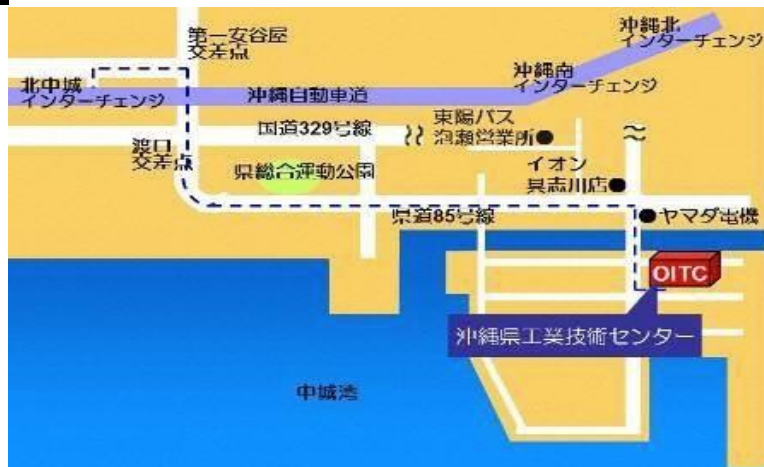 沖縄北
インターチェンジ
第一安谷屋
交差点
沖縄南
インターチェンジ
北中城
インターチェンジ
沖縄自動車道
東陽バス
泡瀬営業所
国道329号線
渡口
交差点
県総合運動公園
イオン
具志川店
県道85号線
ヤマダ電機
OITC
沖縄県工業技術センター
中城湾